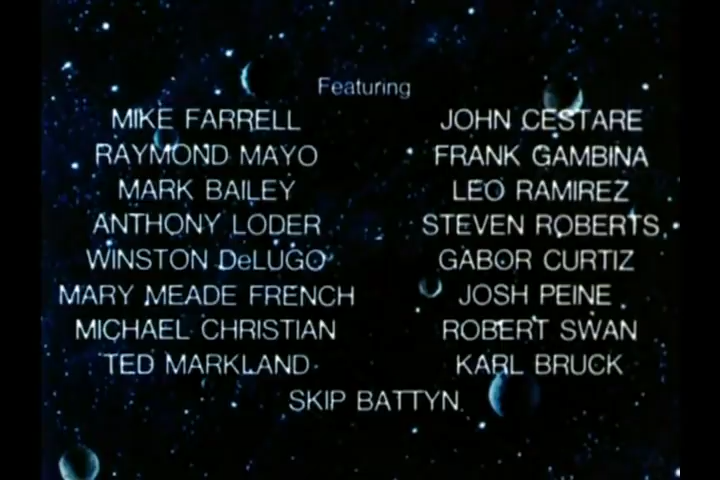 Featuring
MIKE FARRELL JOHN CESTARE
RAYMOND MAYO FRANK GAMBINA
MARK BAILEY LEO RAMIREZ
ANTHONY LODER STEVEN ROBERTS
WINSTON DeLUGO GABOR CURTIZ
MARY MEADE FRENCH JOSH PEINE
MICHAEL CHRISTIAN ROBERT SWAN
TED MARKLAND KARL BRUCK
SKIP BATTYN